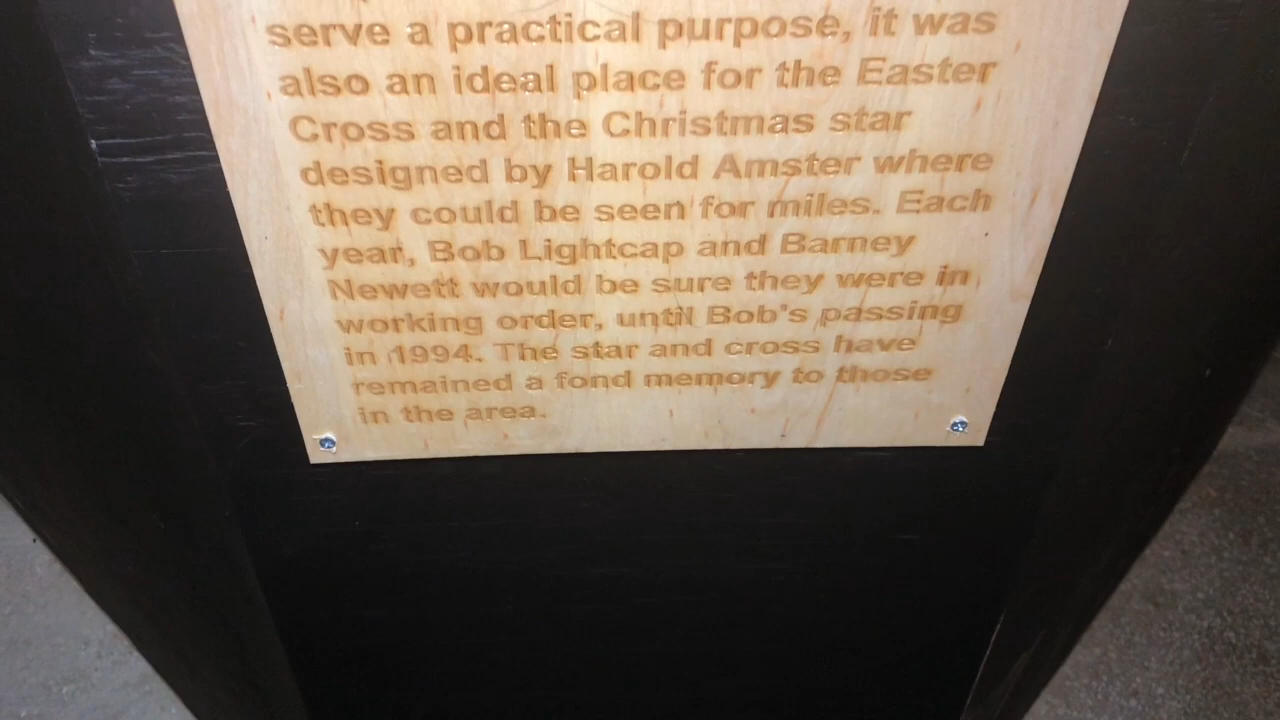 serve a practical purpose, it was
also an ideal place for the Easter
Cross and the Christmas star
designed by Harold Amster where
they could be seen for miles. Each
year, Bob Lightcap and Barney
Newett would be sure they were in
working order, until Bob's passing
in 1994. The star and cross have
remained a fond memory to those
in the area.